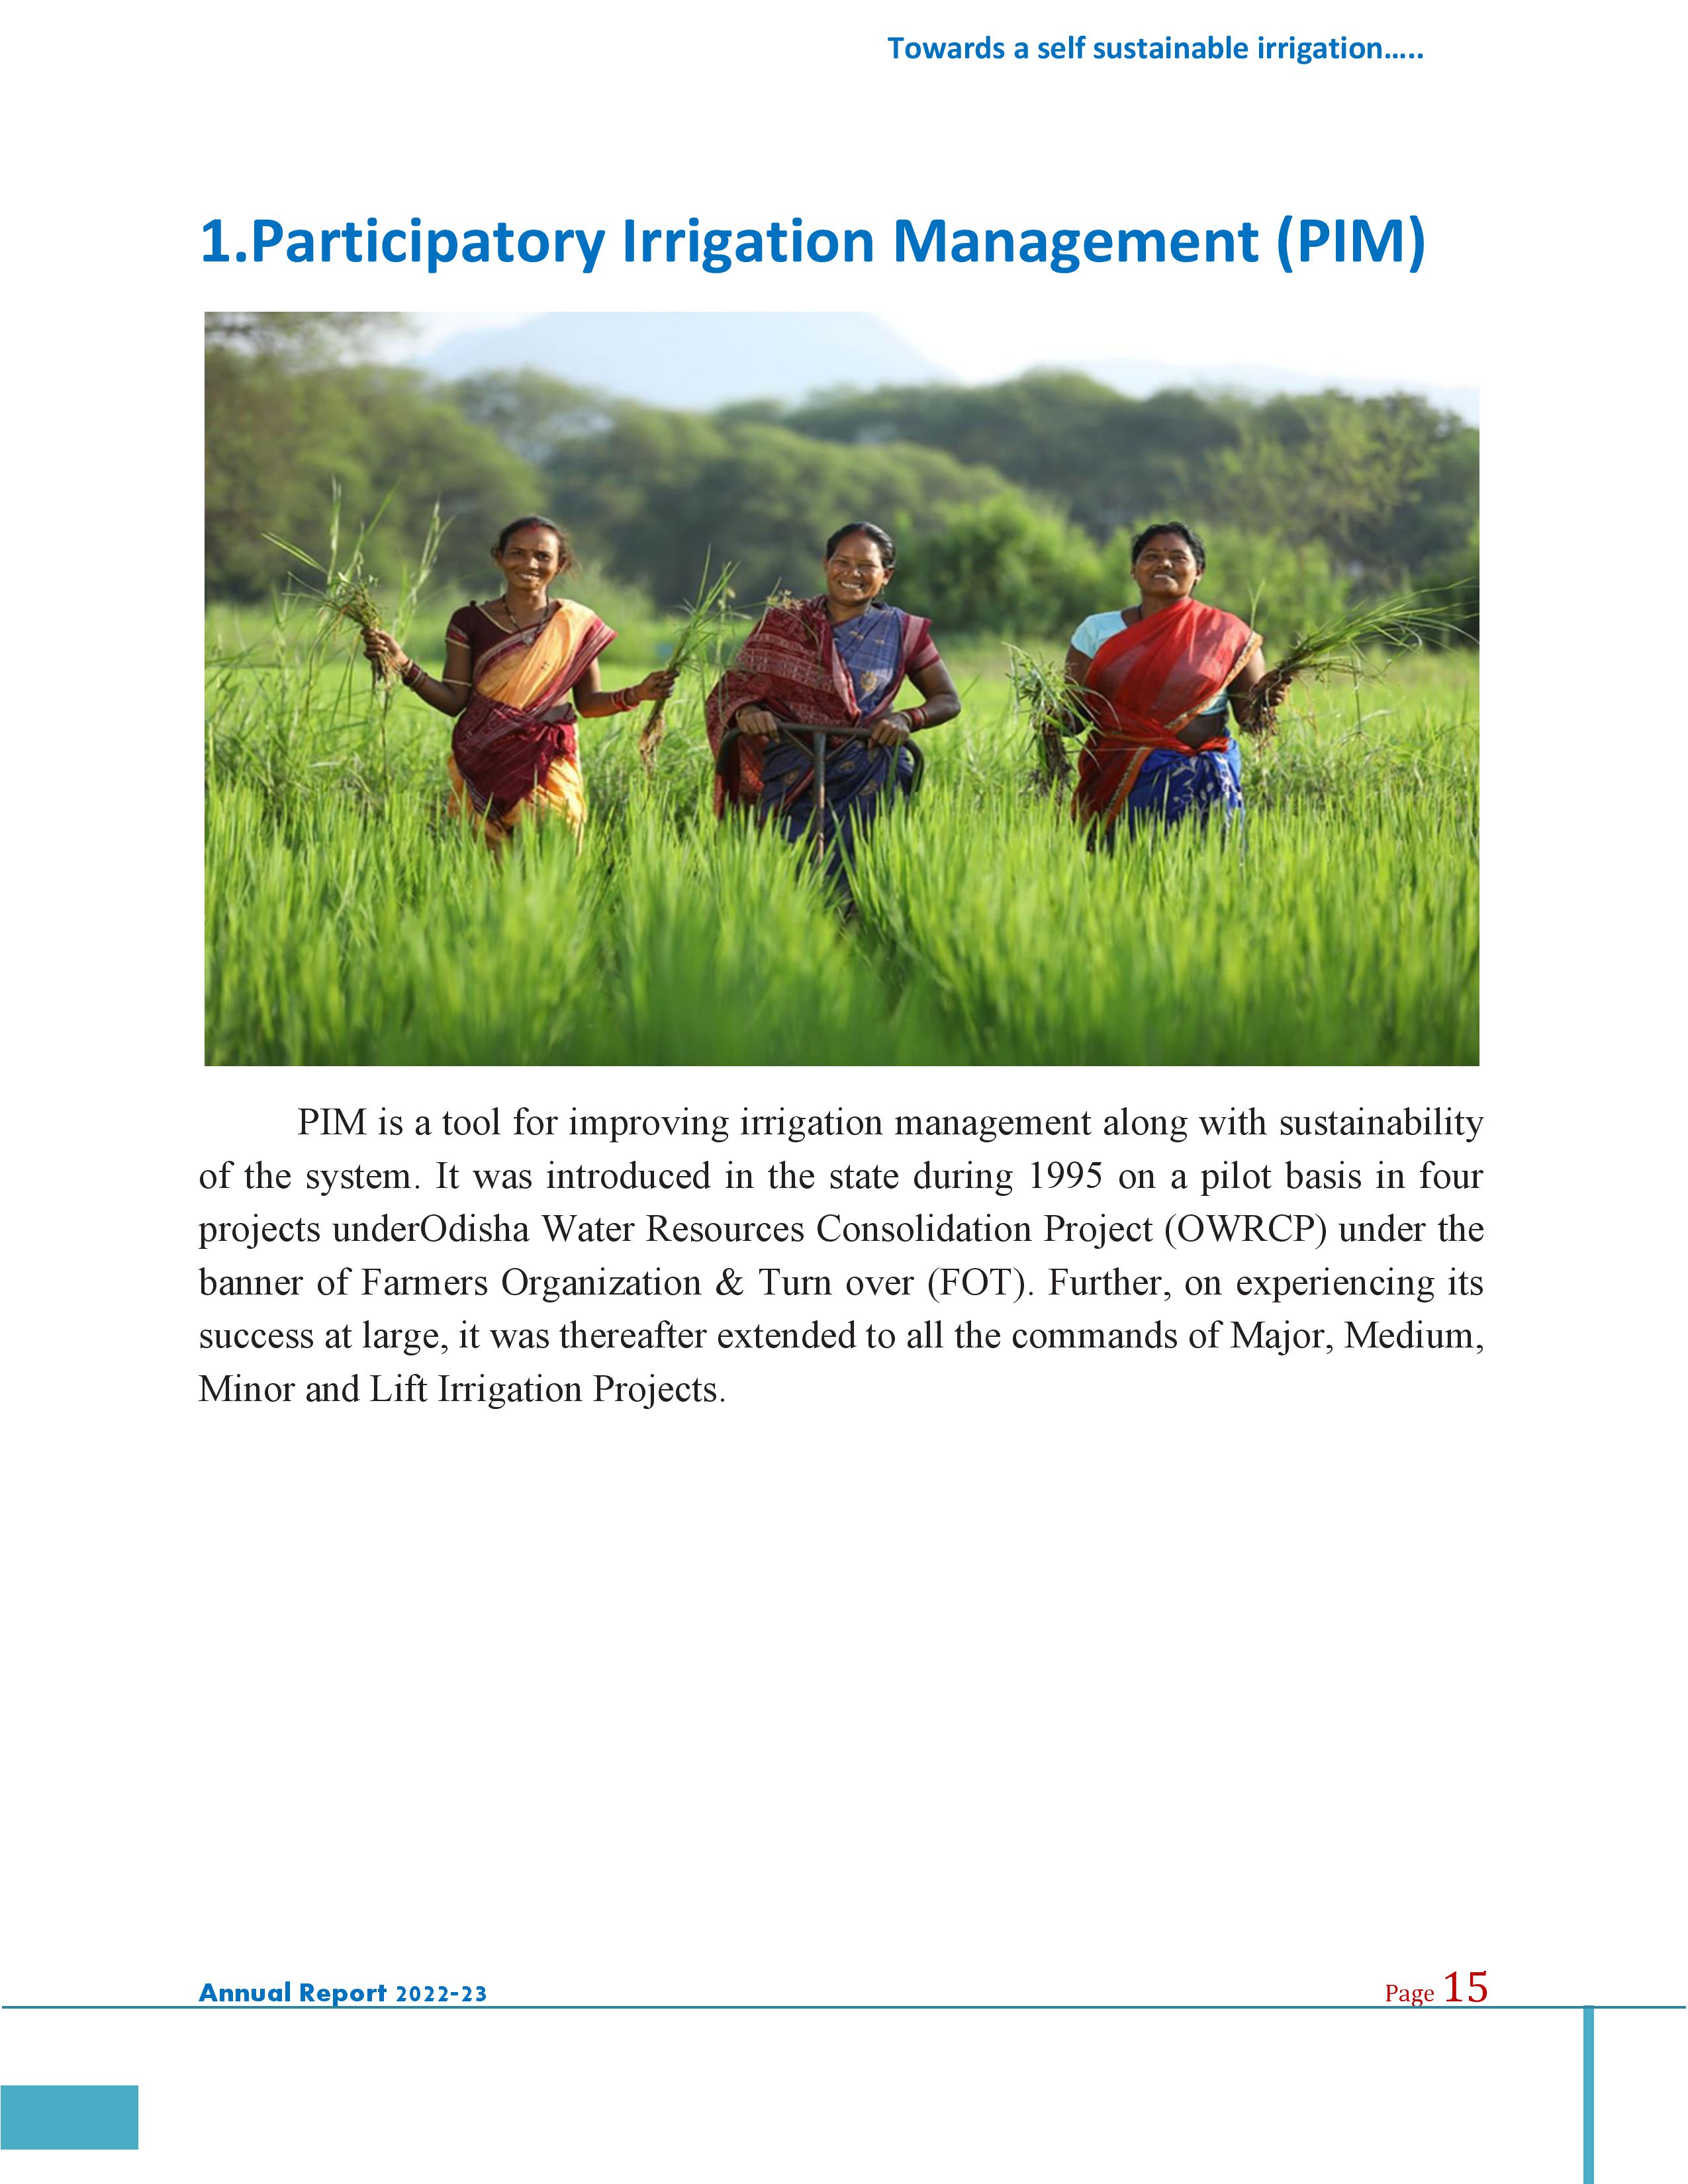 Towards a self sustainable irrigation.....
1.Participatory Irrigation Management (PIM)
PIM is a tool for improving irrigation management along with sustainability
of the system. It was introduced in the state during 1995 on a pilot basis in four
projects underOdisha Water Resources Consolidation Project (OWRCP) under the
banner of Farmers Organization & Turn over (FOT). Further, on experiencing its
success at large, it was thereafter extended to all the commands of Major, Medium,
Minor and Lift Irrigation Projects.
Annual Report 2022-23 Page 15